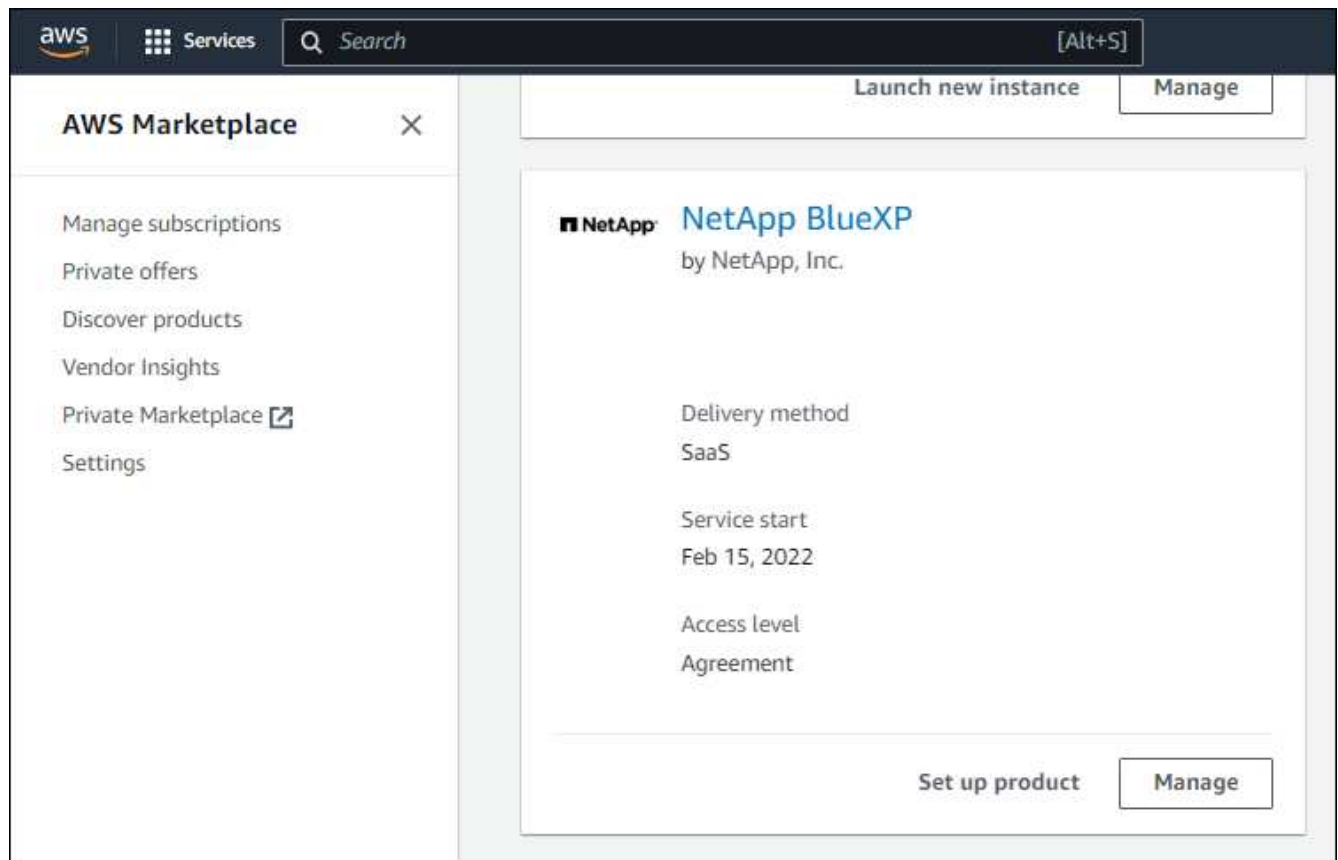 aws
Services
Search
[Alt+S]
AWS Marketplace
Manage subscriptions
Private offers
Discover products
Vendor Insights
Private Marketplace
Settings
Launch new instance
Manage
NetApp
NetApp BlueXP
by NetApp, Inc.
Delivery method
SaaS
Service start
Feb 15, 2022
Access level
Agreement
Set up product
Manage